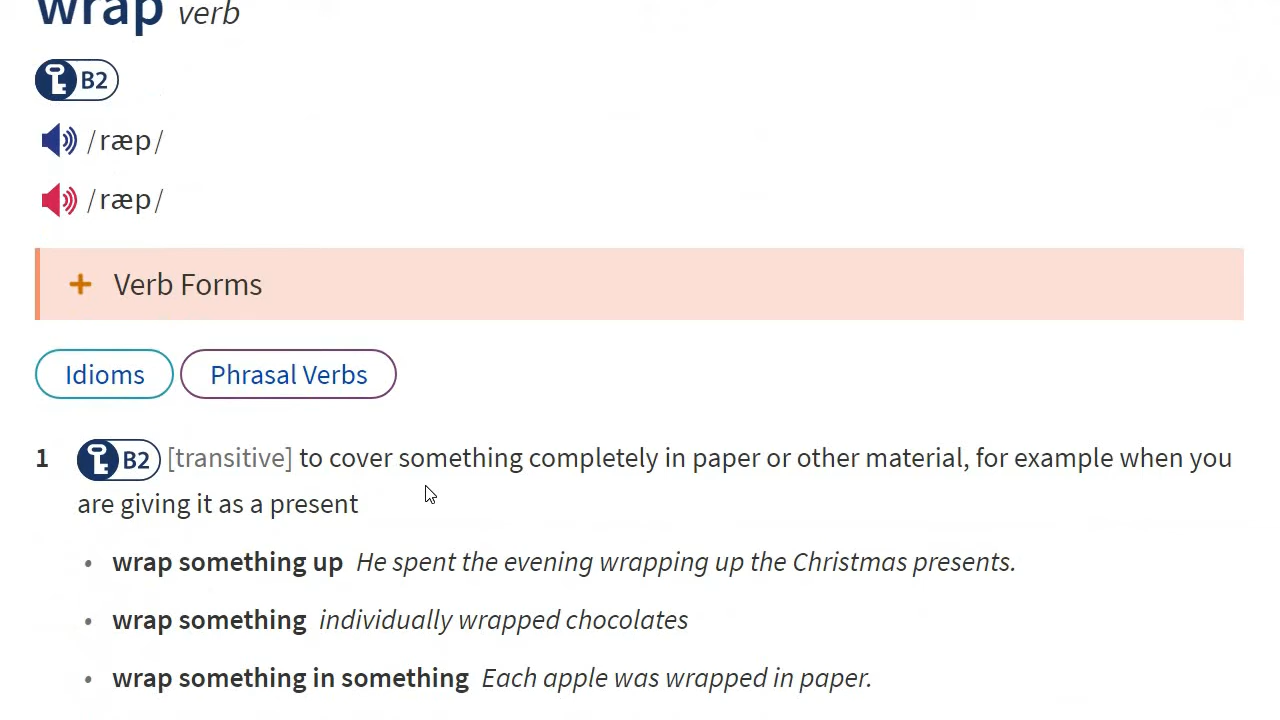 wrap verb
B2
/ræp/
/ræp/
+ Verb Forms
Idioms Phrasal Verbs
1 B2 [transitive] to cover something completely in paper or other material, for example when you
are giving it as a present
• wrap something up He spent the evening wrapping up the Christmas presents.
• wrap something individually wrapped chocolates
• wrap something in something Each apple was wrapped in paper.